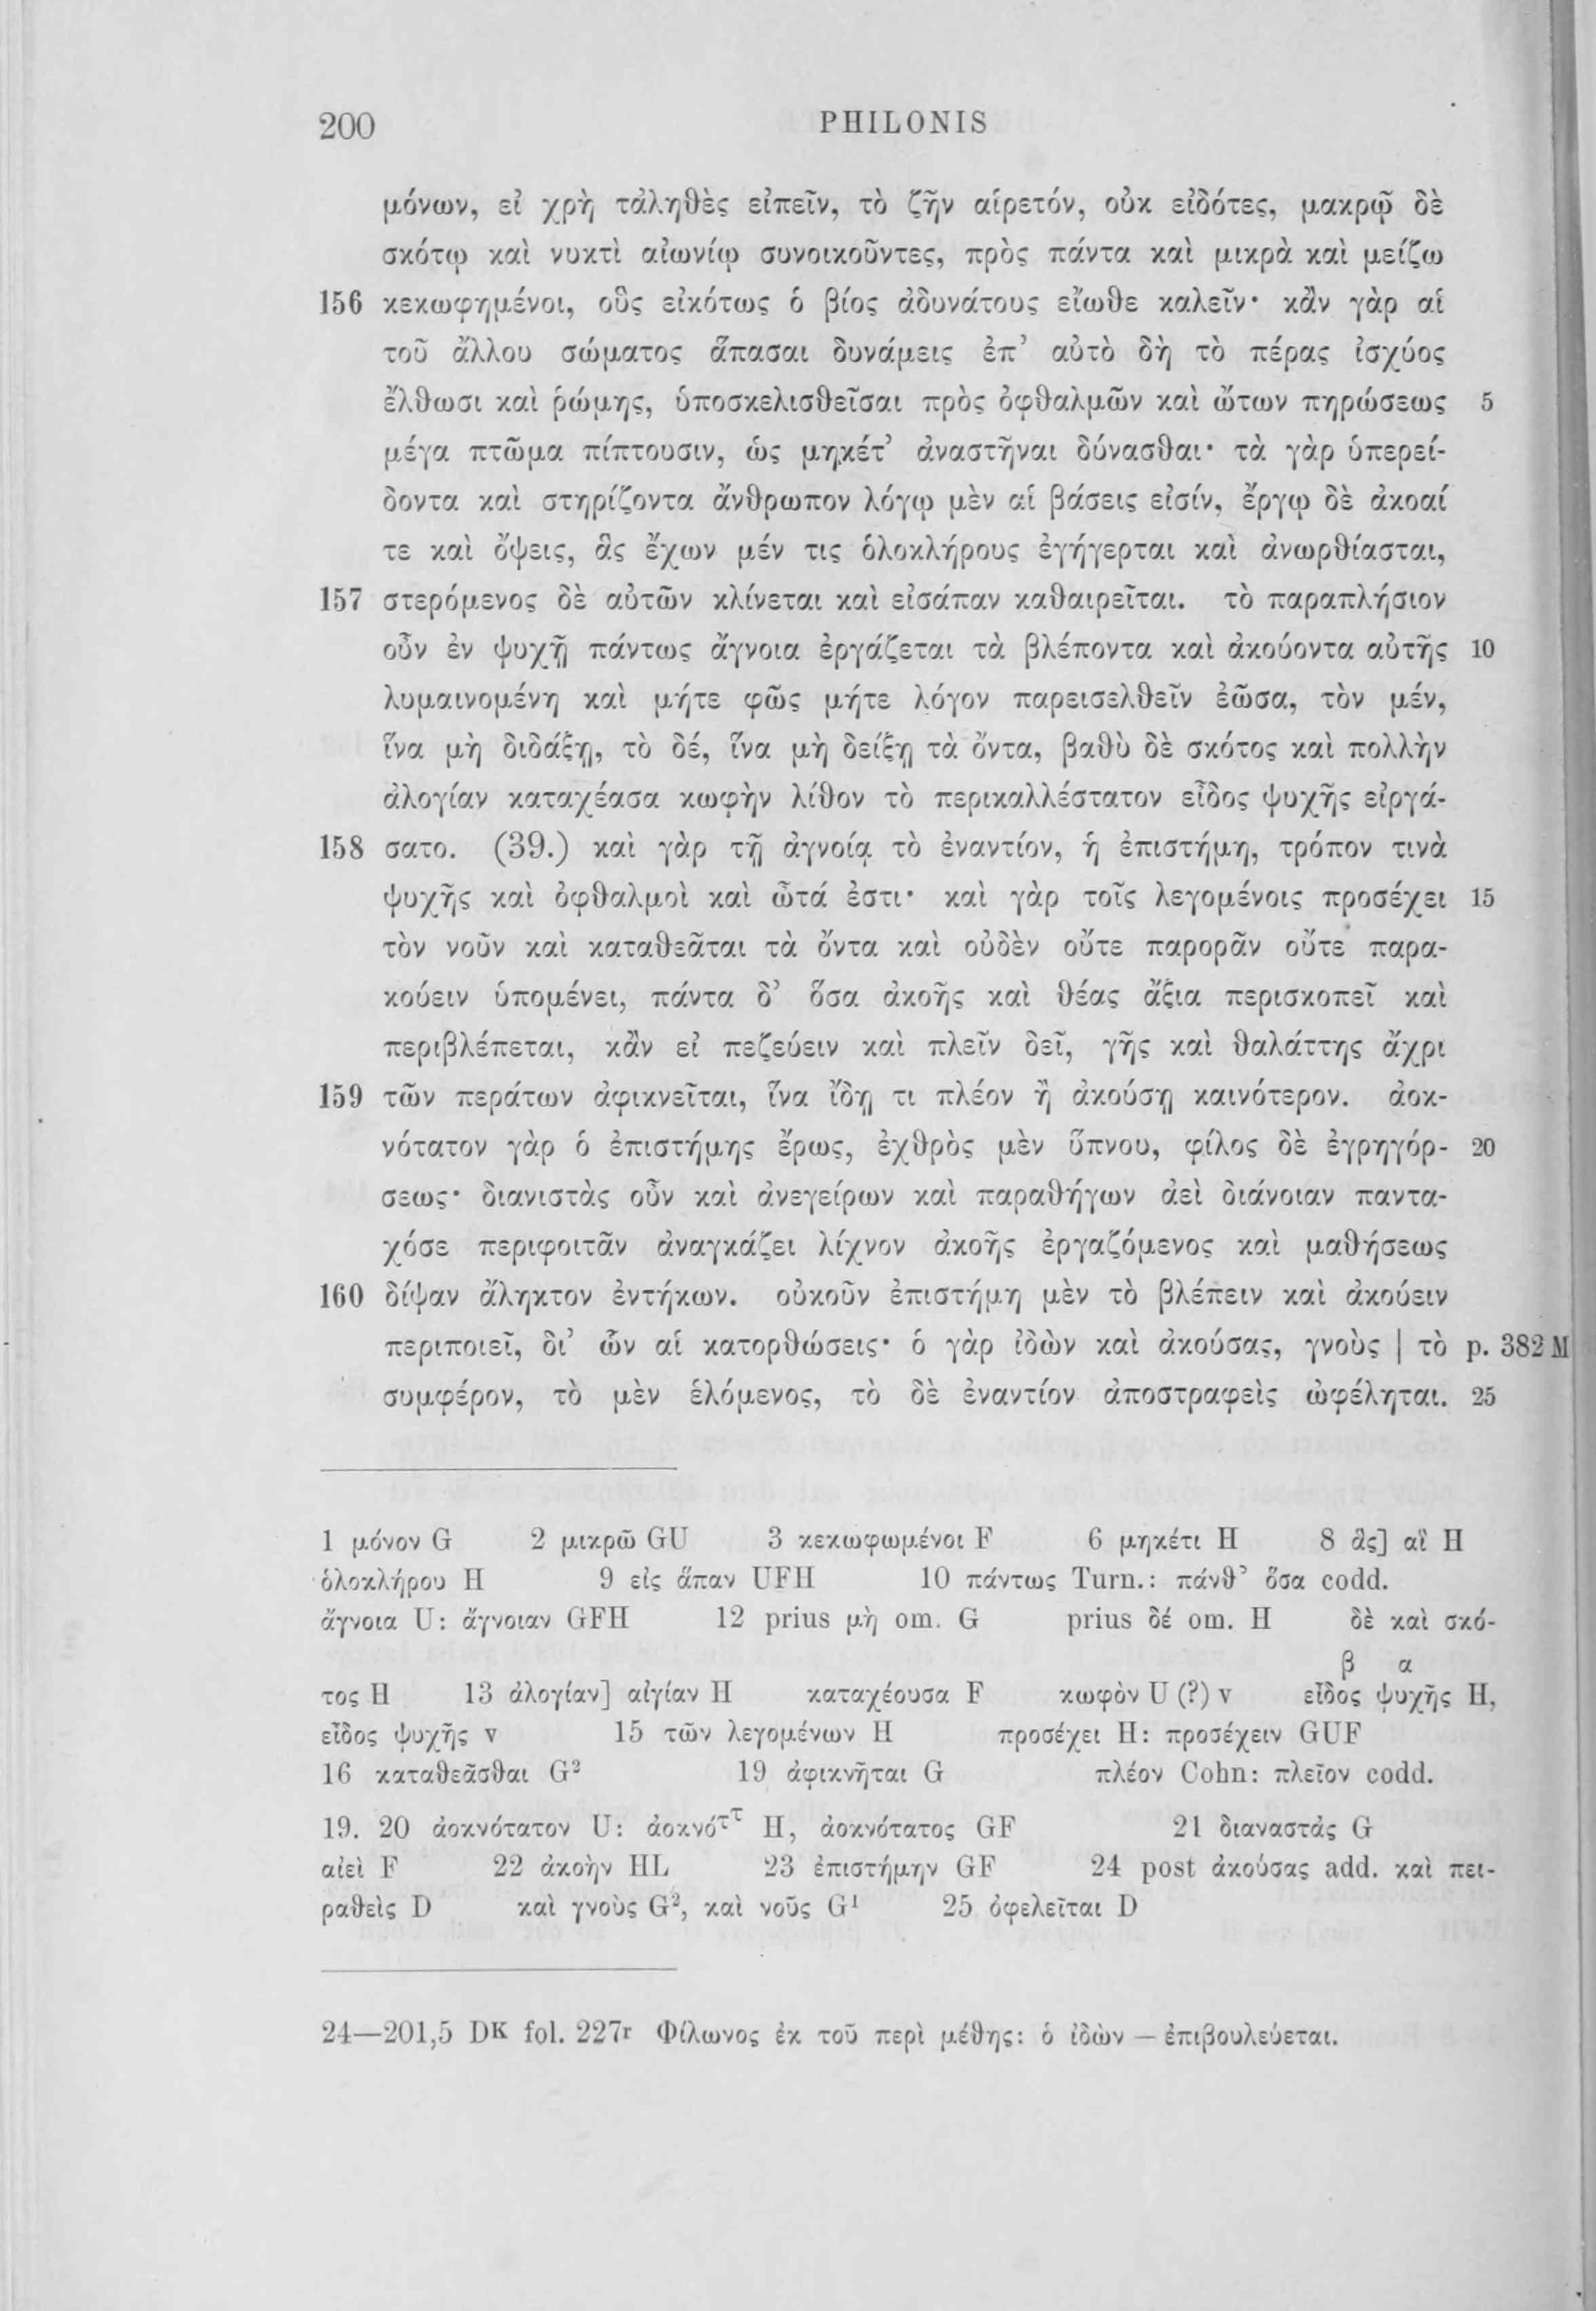 200 PHILONIS
μόνων, εἰ χρὴ τἀληθὲς εἰπεῖν, τὸ ζῆν αἱρετόν, οὐκ εἰδότες, μακρῷ δὲ
σκότῳ καὶ νυκτὶ αἰωνίῳ συνοικοῦντες, πρὸς πάντα καὶ μικρὰ καὶ μείζω
156 κεκωφημένοι, οὓς εἰκότως ὁ βίος ἀδυνάτους εἴωθε καλεῖν· κἂν γὰρ αἱ
τοῦ ἄλλου σώματος ἅπασαι δυνάμεις ἐπ’ αὐτὸ δὴ τὸ πέρας ἰσχύος
ἔλθωσι καὶ ῥώμης, ὑποσκελισθεῖσαι πρὸς ὀφθαλμῶν καὶ ὤτων πηρώσεως 5
μέγα πτῶμα πίπτουσιν, ὡς μηκέτ’ ἀναστῆναι δύνασθαι· τὰ γὰρ ὑπερεί-
δοντα καὶ στηρίζοντα ἄνθρωπον λόγῳ μὲν αἱ βάσεις εἰσίν, ἔργῳ δὲ ἀκοαί
τε καὶ ὄψεις, ἃς ἔχων μέν τις ὁλοκλήρους ἐγήγερται καὶ ἀνωρθίασται,
157 στερόμενος δὲ αὐτῶν κλίνεται καὶ εἰσάπαν καθαιρεῖται. τὸ παραπλήσιον
οὖν ἐν ψυχῇ πάντως ἄγνοια ἐργάζεται τὰ βλέποντα καὶ ἀκούοντα αὐτῆς 10
λυμαινομένη καὶ μήτε φῶς μήτε λόγον παρεισελθεῖν ἐῶσα, τὸν μέν,
ἵνα μὴ διδάξῃ, τὸ δέ, ἵνα μὴ δείξῃ τὰ ὄντα, βαθὺ δὲ σκότος καὶ πολλὴν
ἀλογίαν καταχέασα κωφὴν λίθον τὸ περικαλλέστατον εἶδος ψυχῆς εἰργά-
158 σατο. (39.) καὶ γὰρ τῇ ἀγνοίᾳ τὸ ἐναντίον, ἡ ἐπιστήμη, τρόπον τινὰ
ψυχῆς καὶ ὀφθαλμοὶ καὶ ὦτά ἐστι· καὶ γὰρ τοῖς λεγομένοις προσέχει 15
τὸν νοῦν καὶ καταθεᾶται τὰ ὄντα καὶ οὐδὲν οὔτε παρορᾶν οὔτε παρα-
κούειν ὑπομένει, πάντα δ’ ὅσα ἀκοῆς καὶ θέας ἄξια περισκοπεῖ καὶ
περιβλέπεται, κἂν εἰ πεζεύειν καὶ πλεῖν δεῖ, γῆς καὶ θαλάττης ἄχρι
159 τῶν περάτων ἀφικνεῖται, ἵνα ἴδῃ τι πλέον ἢ ἀκούσῃ καινότερον. ἀοκ-
νότατον γὰρ ὁ ἐπιστήμης ἔρως, ἐχθρὸς μὲν ὕπνου, φίλος δὲ ἐγρηγόρ- 20
σεως· διανιστὰς οὖν καὶ ἀνεγείρων καὶ παραθήγων ἀεὶ διάνοιαν παντα-
χόσε περιφοιτᾶν ἀναγκάζει λίχνον ἀκοῆς ἐργαζόμενος καὶ μαθήσεως
160 δίψαν ἄληκτον ἐντήκων. οὐκοῦν ἐπιστήμη μὲν τὸ βλέπειν καὶ ἀκούειν
περιποιεῖ, δι’ ὧν αἱ κατορθώσεις· ὁ γὰρ ἰδὼν καὶ ἀκούσας, γνοὺς | τὸ p. 382 M
συμφέρον, τὸ μὲν ἑλόμενος, τὸ δὲ ἐναντίον ἀποστραφεὶς ὠφέληται. 25
1 μόνον G 2 μικρῶ GU 3 κεκωφωμένοι F 6 μηκέτι H 8 ἃς] αἳ H
ὁλοκλήρου H 9 εἰς ἅπαν UFH 10 πάντως Turn.: πάνθ’ ὅσα codd.
ἄγνοια U: ἄγνοιαν GFH 12 prius μὴ om. G prius δέ om. H δὲ καὶ σκό-
β α
τος H 13 ἀλογίαν] αἰγίαν H καταχέουσα F κωφὸν U (?) v εἶδος ψυχῆς H,
εἶδος ψυχῆς v 15 τῶν λεγομένων H προσέχει H: προσέχειν GUF
16 καταθεᾶσθαι G² 19 ἀφικνῆται G πλέον Cohn: πλεῖον codd.
19. 20 ἀοκνότατον U: ἀοκνότᵗ H, ἀοκνότατος GF 21 διαναστάς G
αἰεὶ F 22 ἀκοὴν HL 23 ἐπιστήμην GF 24 post ἀκούσας add. καὶ πει-
ραθεὶς D καὶ γνοὺς G², καὶ νοῦς G¹ 25 ὀφελεῖται D
24—201,5 Dᴷ fol. 227r Φίλωνος ἐκ τοῦ περὶ μέθης: ὁ ἰδὼν — ἐπιβουλεύεται.